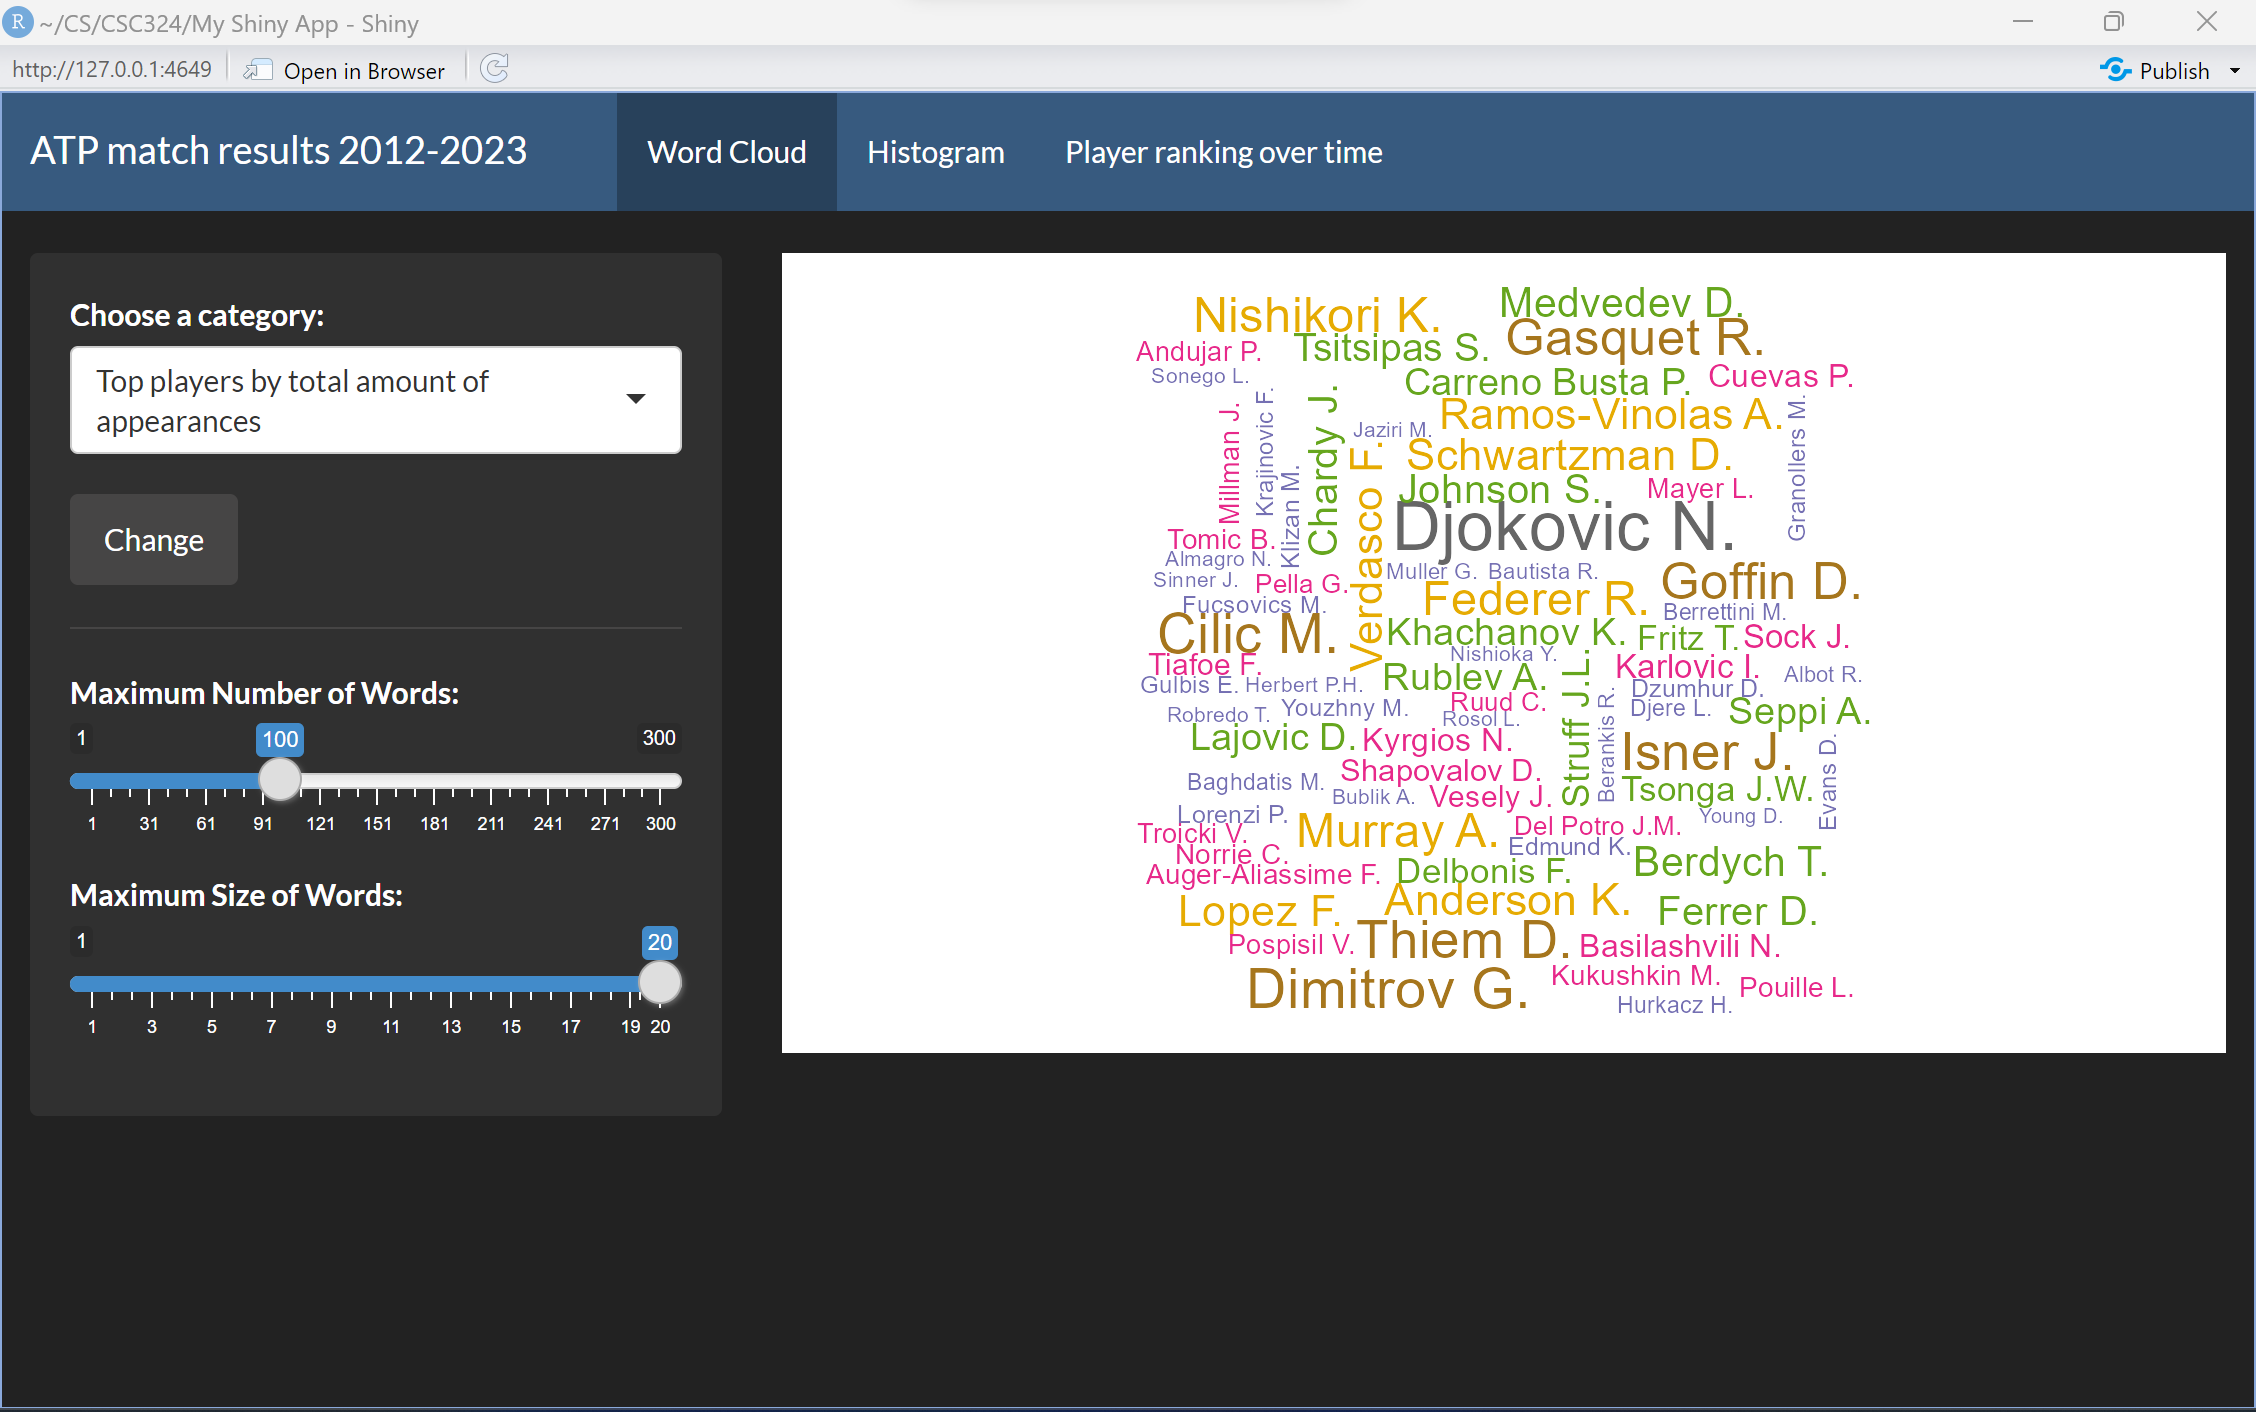 R ~/CS/CSC324/My Shiny App - Shiny
http://127.0.0.1:4649 Open in Browser Publish
ATP match results 2012-2023 Word Cloud Histogram Player ranking over time
Choose a category:
Top players by total amount of
appearances
Change
Maximum Number of Words:
1 100 300
1 31 61 91 121 151 181 211 241 271 300
Maximum Size of Words:
1 20
1 3 5 7 9 11 13 15 17 19 20
Medvedev D.
Nishikori K.
Gasquet R.
Tsitsipas S.
Andujar P.
Sonego L.
Cuevas P.
Carreno Busta P.
Ramos-Vinolas A.
Jaziri M.
Millman J.
Krajinovic F.
Klizan M.
Chardy J.
Verdasco F.
Granollers M.
Schwartzman D.
Johnson S.
Mayer L.
Djokovic N.
Tomic B.
Almagro N.
Sinner J.
Pella G.
Muller G.
Bautista R.
Goffin D.
Fucsovics M.
Federer R.
Berrettini M.
Cilic M.
Khachanov K.
Fritz T.
Sock J.
Nishioka Y.
Tiafoe F.
Karlovic I.
Albot R.
Gulbis E.
Herbert P.H.
Rublev A.
Dzumhur D.
Ruud C.
Djere L.
Robredo T.
Youzhny M.
Rosol L.
Seppi A.
Struff J.L.
Berankis R.
Lajovic D.
Kyrgios N.
Isner J.
Evans D.
Shapovalov D.
Baghdatis M.
Bublik A.
Vesely J.
Tsonga J.W.
Lorenzi P.
Young D.
Troicki V.
Murray A.
Del Potro J.M.
Edmund K.
Norrie C.
Berdych T.
Auger-Aliassime F.
Delbonis F.
Anderson K.
Lopez F.
Ferrer D.
Pospisil V.
Thiem D.
Basilashvili N.
Kukushkin M.
Dimitrov G.
Pouille L.
Hurkacz H.